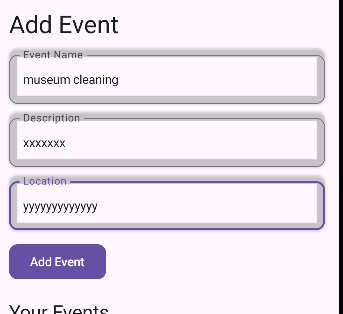 Add Event
Event Name
museum cleaning
Description
xxxxxxx
Location
yyyyyyyyyyyyy
Add Event
Your Events